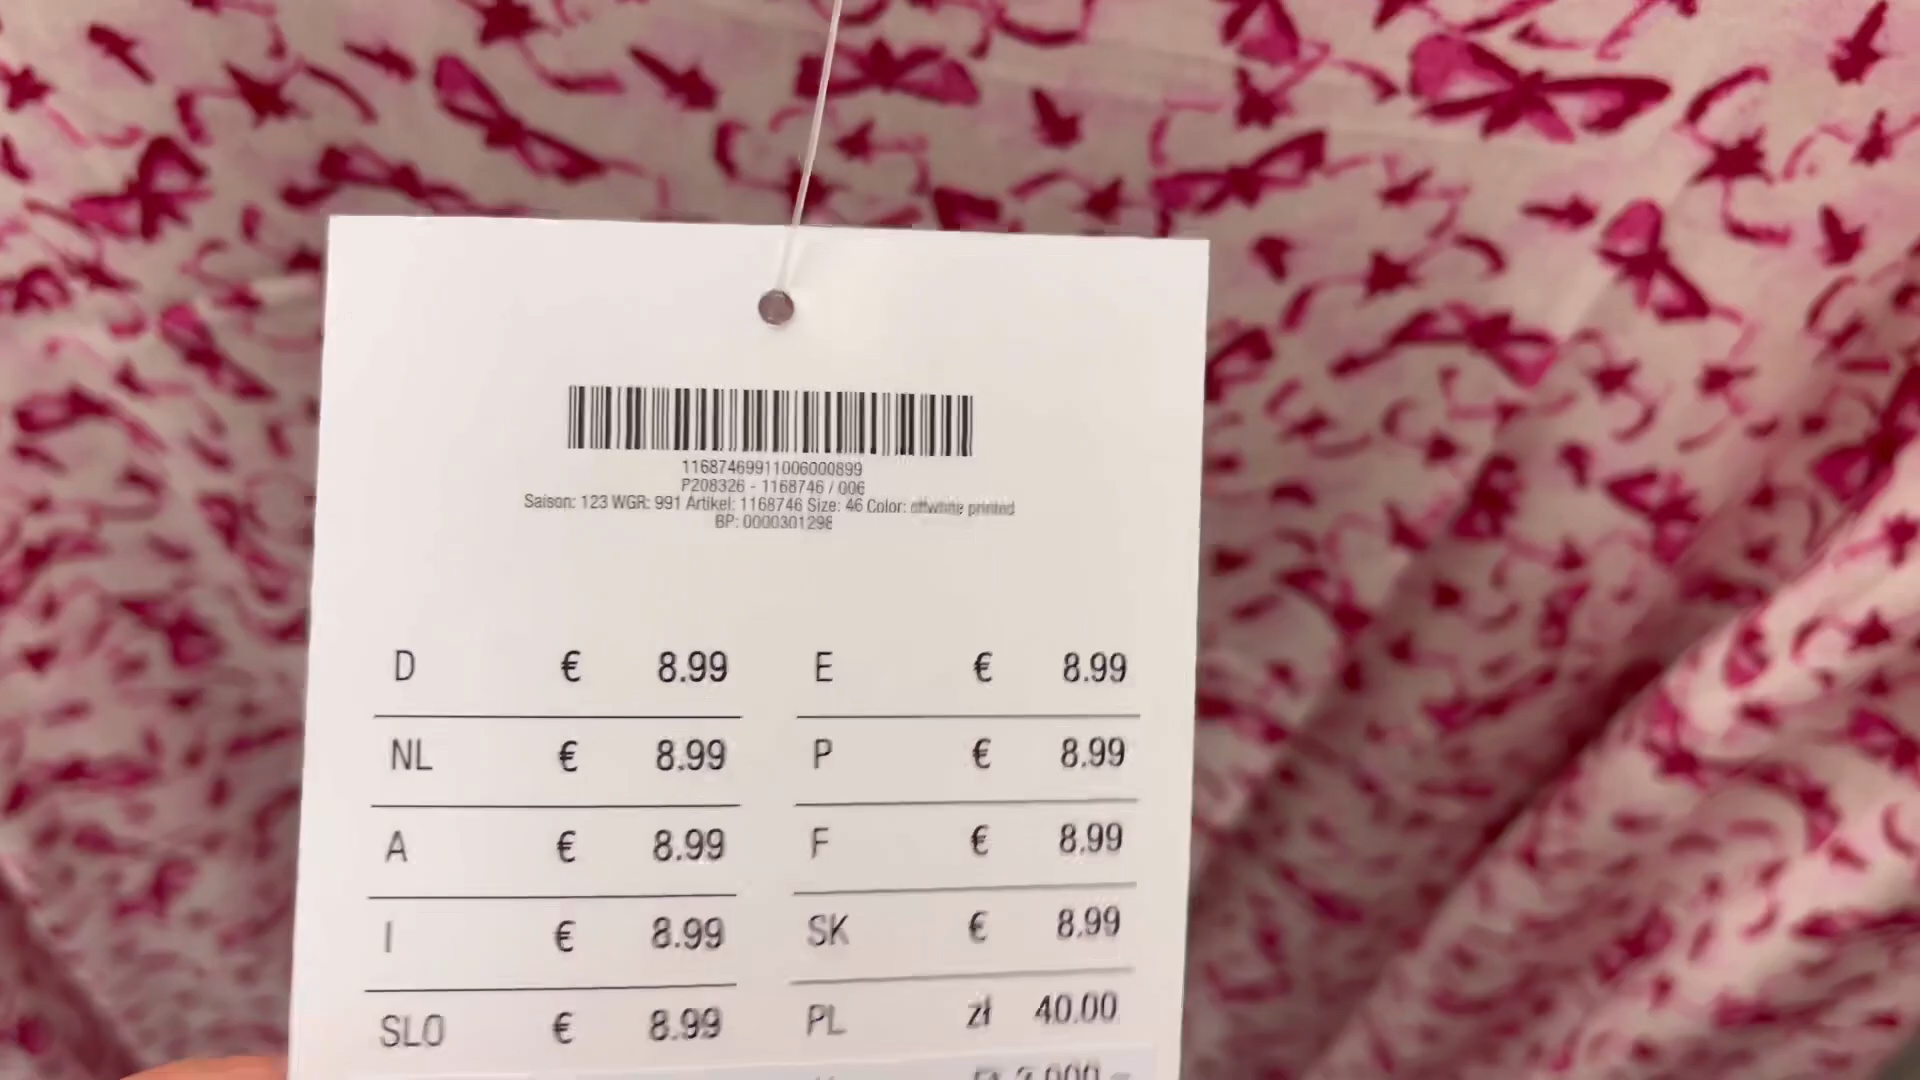 11687469911006000899
P208326 - 1168746 / 006
Saison: 123 WGR: 991 Artikel: 1168746 Size: 46 Color: offwhite printed
BP: 0000301298
D € 8.99 E € 8.99
NL € 8.99 P € 8.99
A € 8.99 F € 8.99
I € 8.99 SK € 8.99
SLO € 8.99 PL zł 40.00